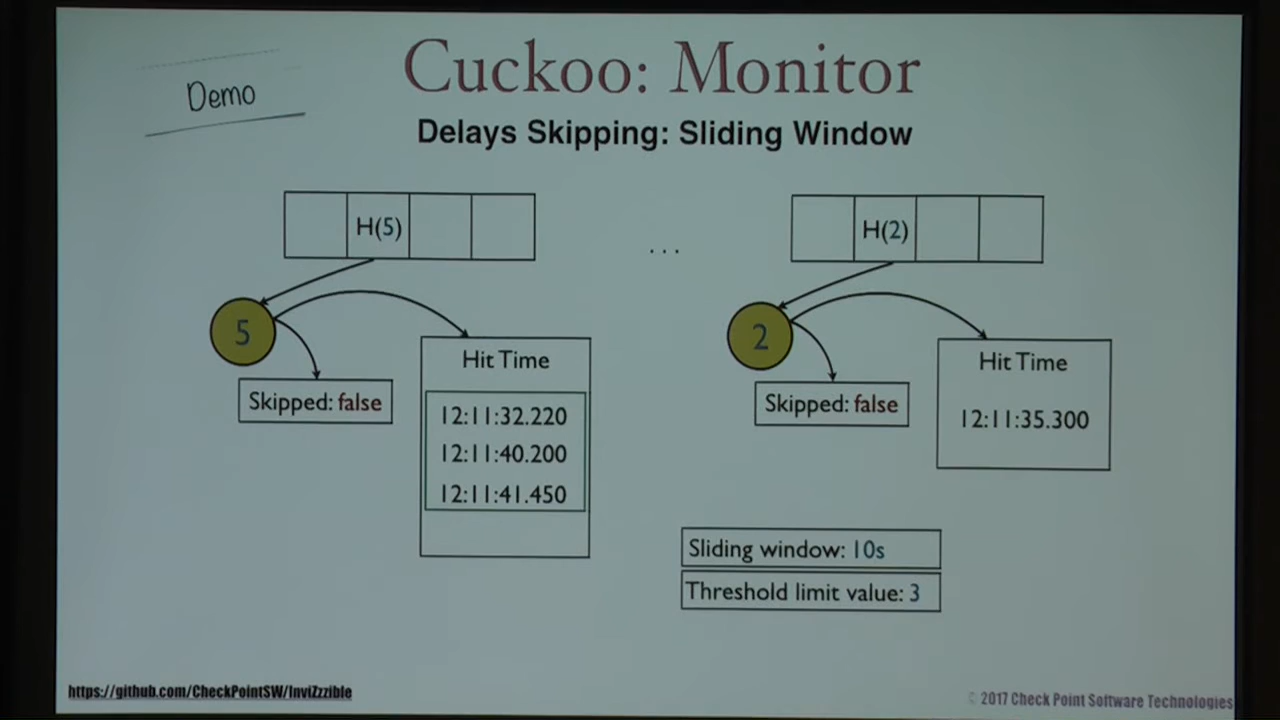 Demo
Cuckoo: Monitor
Delays Skipping: Sliding Window
H(5)
. . .
H(2)
5
Hit Time
Skipped: false
12:11:32.220
12:11:40.200
12:11:41.450
2
Hit Time
Skipped: false
12:11:35.300
Sliding window: 10s
Threshold limit value: 3
https://github.com/CheckPointSW/InviZzzible
© 2017 Check Point Software Technologies